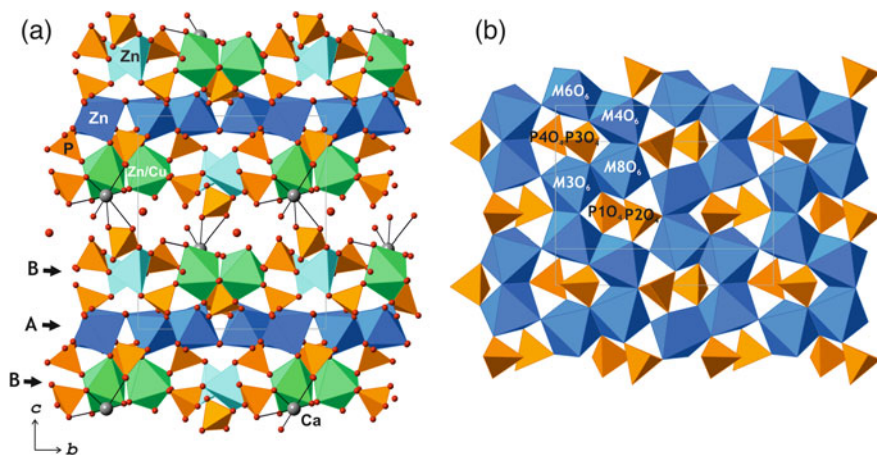 (a)
Zn
Zn
P
Zn/Cu
B
A
B
Ca
c
b
(b)
M6O₆
M4O₆
P4O₄ P3O₄
M8O₆
M3O₆
P1O₄ P2O₄